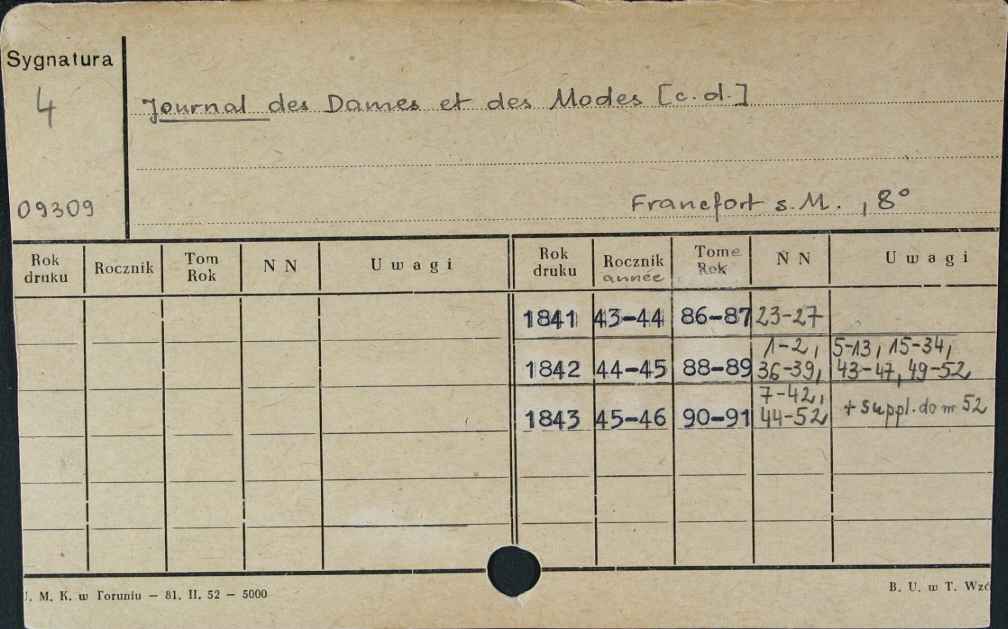 Sygnatura
4
Journal des Dames et des Modes [c.d.]
09309
Francfort s.M., 8°
Rok druku Rocznik Tom Rok NN Uwagi Rok druku Rocznik année Tome Rok NN Uwagi
1841 43-44 86-87 23-27
1-2, 5-13, 15-34,
1842 44-45 88-89 36-39, 43-47, 49-52
7-42,
1843 45-46 90-91 44-52 + suppl. do nr 52
. M. K. w Toruniu — 81. II. 52 — 5000
B. U. w T. Wzó